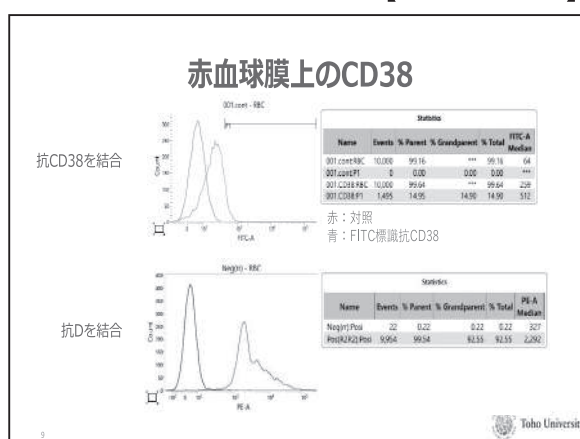 赤血球膜上のCD38
抗CD38を結合
001.cont - RBC
P1
Count
FITC-A
Statistics
Name Events % Parent % Grandparent % Total FITC-A Median
001.cont:RBC 10,000 99.16 *** 99.16 64
001.cont:P1 0 0.00 0.00 0.00 ***
001.CD38:RBC 10,000 99.64 *** 99.64 259
001.CD38:P1 1,495 14.95 14.90 14.90 512
赤：対照
青：FITC標識抗CD38
抗Dを結合
Neg(rr) - RBC
Count
PE-A
Statistics
Name Events % Parent % Grandparent % Total PE-A Median
Neg(rr):Posi 22 0.22 0.22 0.22 327
Posi(R2R2):Posi 9,954 99.54 92.55 92.55 2,292
9
Toho Universi